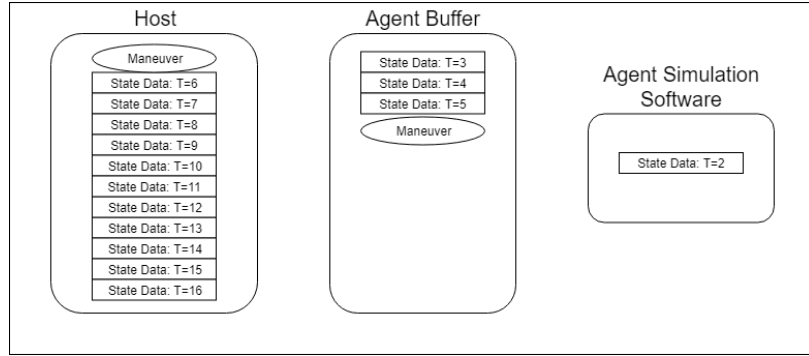 Host
Maneuver
State Data: T=6
State Data: T=7
State Data: T=8
State Data: T=9
State Data: T=10
State Data: T=11
State Data: T=12
State Data: T=13
State Data: T=14
State Data: T=15
State Data: T=16
Agent Buffer
State Data: T=3
State Data: T=4
State Data: T=5
Maneuver
Agent Simulation
Software
State Data: T=2